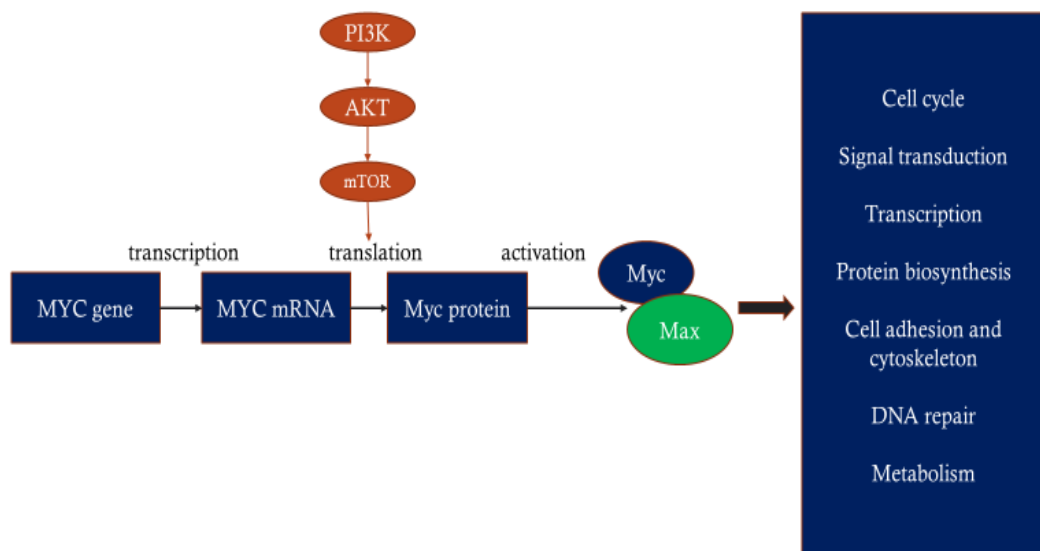 PI3K
AKT
mTOR
transcription
translation
activation
MYC gene
MYC mRNA
Myc protein
Myc
Max
Cell cycle
Signal transduction
Transcription
Protein biosynthesis
Cell adhesion and
cytoskeleton
DNA repair
Metabolism